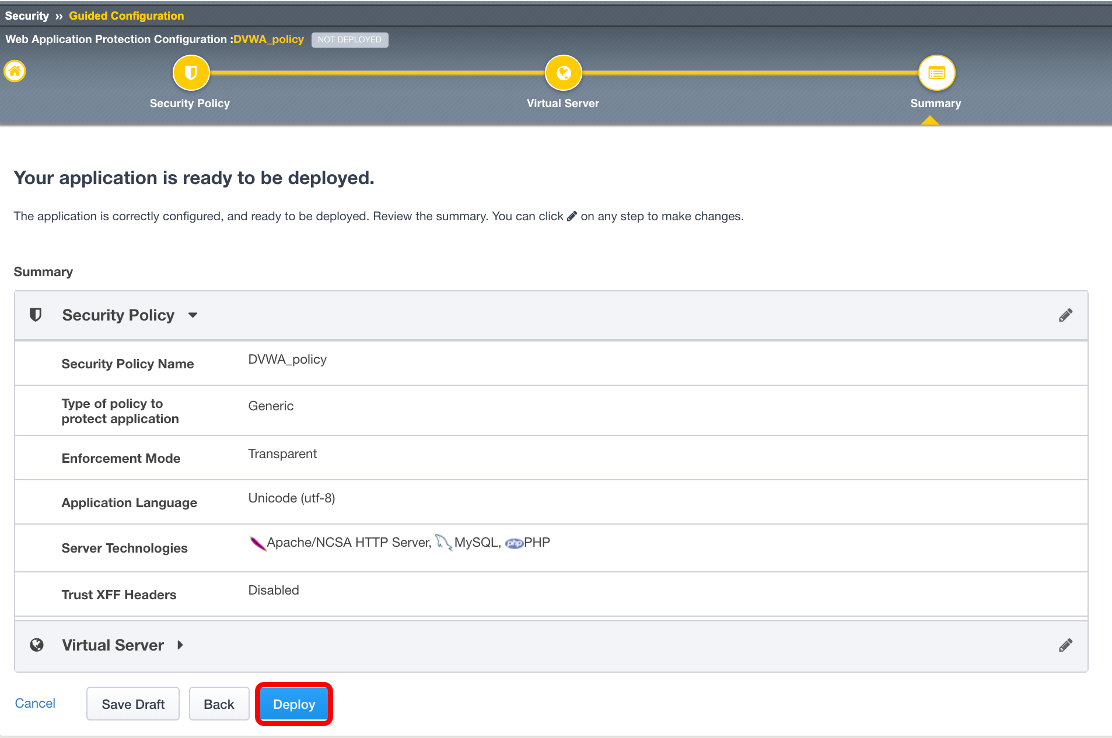 Security » Guided Configuration
Web Application Protection Configuration :DVWA_policy NOT DEPLOYED
Security Policy Virtual Server Summary
Your application is ready to be deployed.
The application is correctly configured, and ready to be deployed. Review the summary. You can click on any step to make changes.
Summary
Security Policy
Security Policy Name DVWA_policy
Type of policy to
protect application Generic
Enforcement Mode Transparent
Application Language Unicode (utf-8)
Server Technologies Apache/NCSA HTTP Server, MySQL, php PHP
Trust XFF Headers Disabled
Virtual Server
Cancel Save Draft Back Deploy